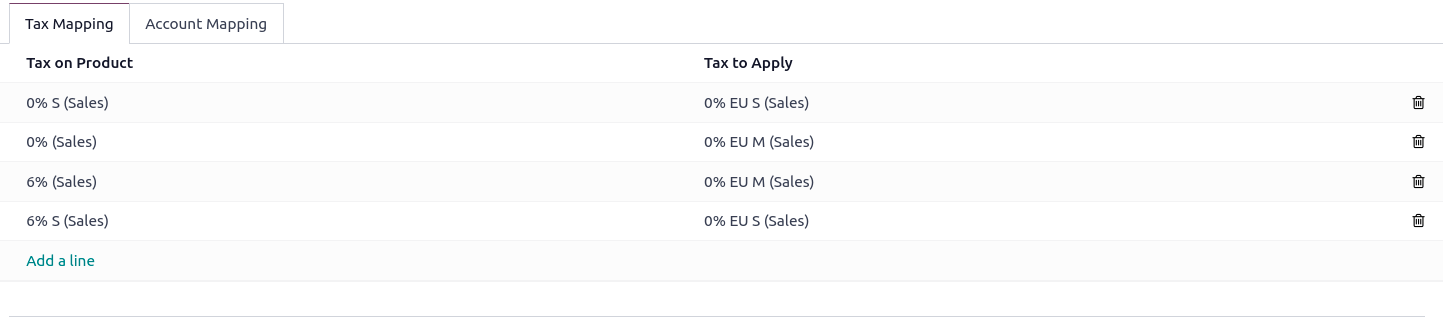 Tax Mapping Account Mapping
Tax on Product Tax to Apply
0% S (Sales) 0% EU S (Sales)
0% (Sales) 0% EU M (Sales)
6% (Sales) 0% EU M (Sales)
6% S (Sales) 0% EU S (Sales)
Add a line